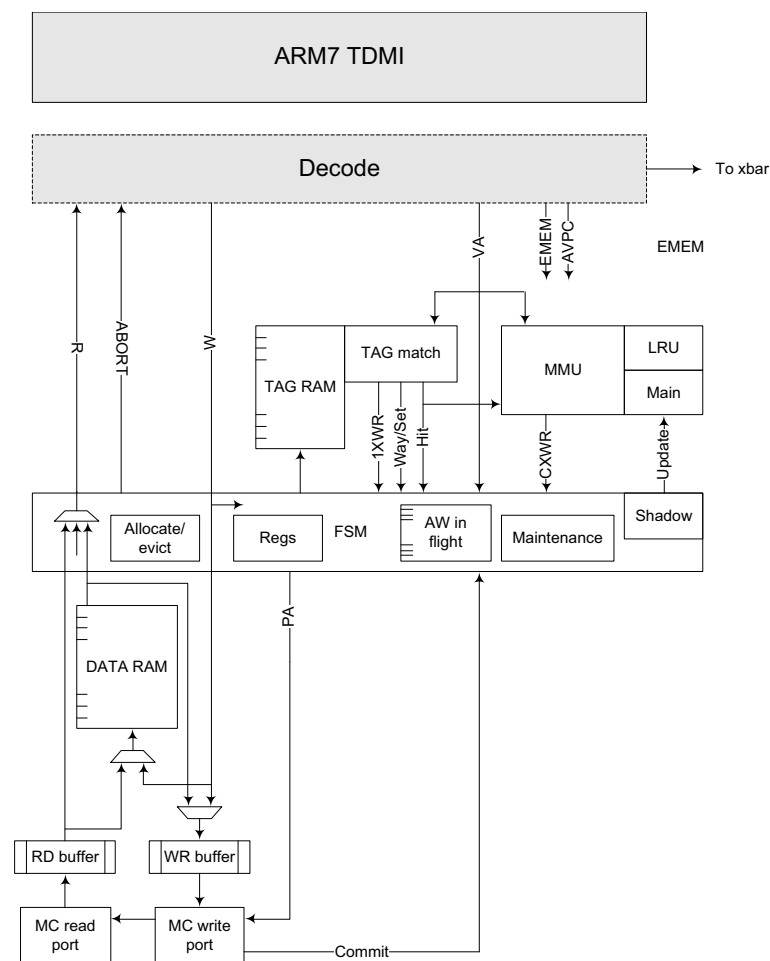 ARM7 TDMI
Decode
To xbar
EMEM
AVPC
VA
EMEM
R
ABORT
W
TAG RAM
TAG match
MMU
LRU
Main
1XWR
Way/Set
Hit
CXWR
Update
Allocate/
evict
Regs
FSM
AW in
flight
Maintenance
Shadow
PA
DATA RAM
RD buffer
WR buffer
MC read
port
MC write
port
Commit